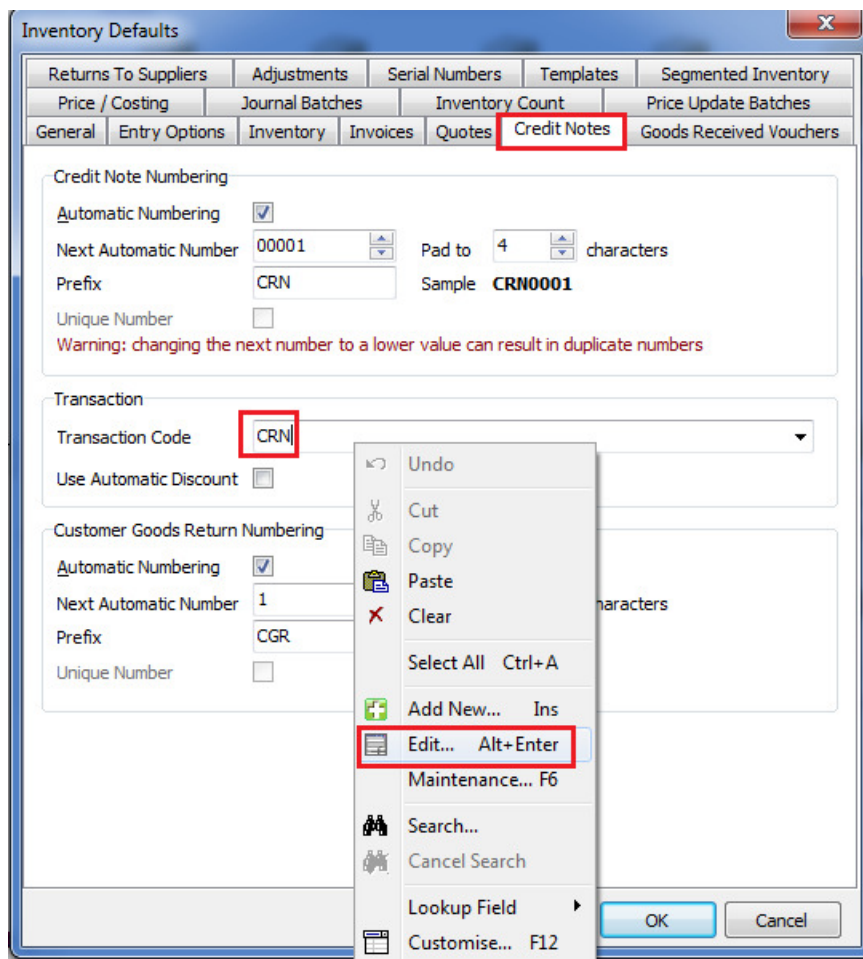 Inventory Defaults
x
Returns To Suppliers Adjustments Serial Numbers Templates Segmented Inventory
Price / Costing Journal Batches Inventory Count Price Update Batches
General Entry Options Inventory Invoices Quotes Credit Notes Goods Received Vouchers
Credit Note Numbering
Automatic Numbering
Next Automatic Number 00001 Pad to 4 characters
Prefix CRN Sample CRN0001
Unique Number
Warning: changing the next number to a lower value can result in duplicate numbers
Transaction
Transaction Code CRN
Use Automatic Discount
Customer Goods Return Numbering
Automatic Numbering
Next Automatic Number 1
Prefix CGR
Unique Number
Undo
Cut
Copy
Paste
Clear
Select All Ctrl+A
Add New... Ins
Edit... Alt+Enter
Maintenance... F6
Search...
Cancel Search
Lookup Field
Customise... F12
OK Cancel